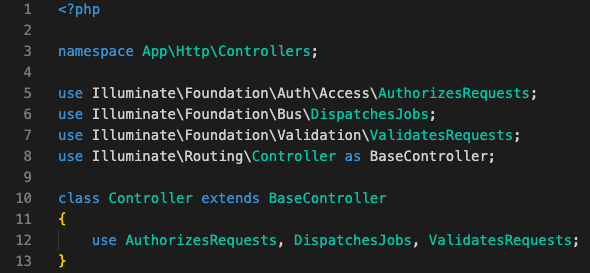 1 <?php
2
3 namespace App\Http\Controllers;
4
5 use Illuminate\Foundation\Auth\Access\AuthorizesRequests;
6 use Illuminate\Foundation\Bus\DispatchesJobs;
7 use Illuminate\Foundation\Validation\ValidatesRequests;
8 use Illuminate\Routing\Controller as BaseController;
9
10 class Controller extends BaseController
11 {
12     use AuthorizesRequests, DispatchesJobs, ValidatesRequests;
13 }